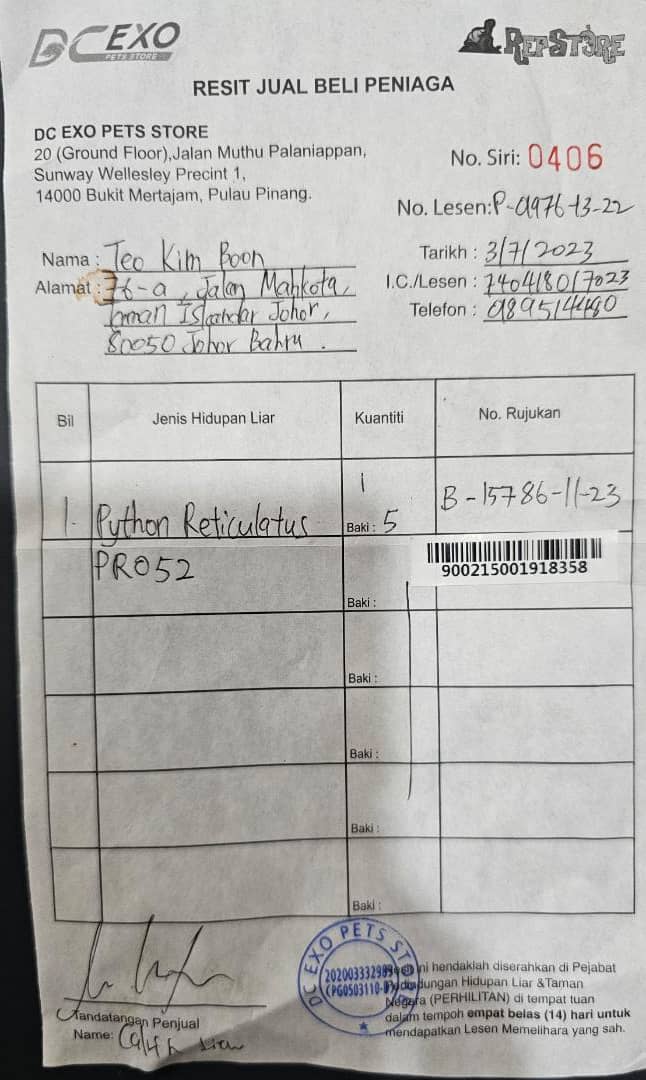 DC EXO
PETS STORE
REPSTORE
RESIT JUAL BELI PENIAGA
DC EXO PETS STORE
20 (Ground Floor),Jalan Muthu Palaniappan,
Sunway Wellesley Precint 1,
14000 Bukit Mertajam, Pulau Pinang.
No. Siri: 0406
No. Lesen:
Nama : Teo Kim Boon
Alamat : 76-a, Jalan Mahkota,
Taman Iskandar Johor,
80050 Johor Bahru.
Tarikh : 3/7/2023
I.C./Lesen : 740418017023
Telefon :
Bil Jenis Hidupan Liar Kuantiti No. Rujukan
1. Python Reticulatus 1 B-15786-11-23
Baki : 5
PR052
900215001918358
Baki :
Baki :
Baki :
Baki :
Baki :
DC EXO PETS STORE
(PG0503110-
ini hendaklah diserahkan di Pejabat
Hidupan Liar &Taman
Negara (PERHILITAN) di tempat tuan
dalam tempoh empat belas (14) hari untuk
mendapatkan Lesen Memelihara yang sah.
Tandatangan Penjual
Name: